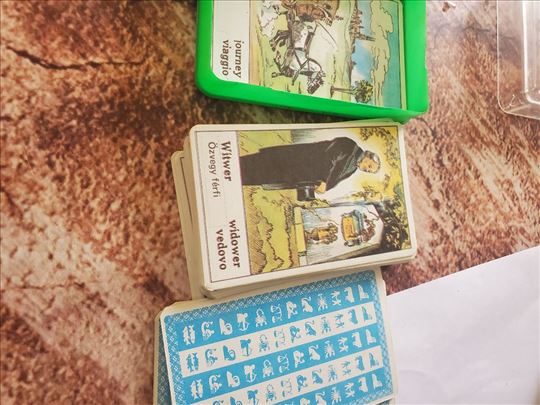 journey
viaggio
Witwer widower
Özvegy férfi vedovo